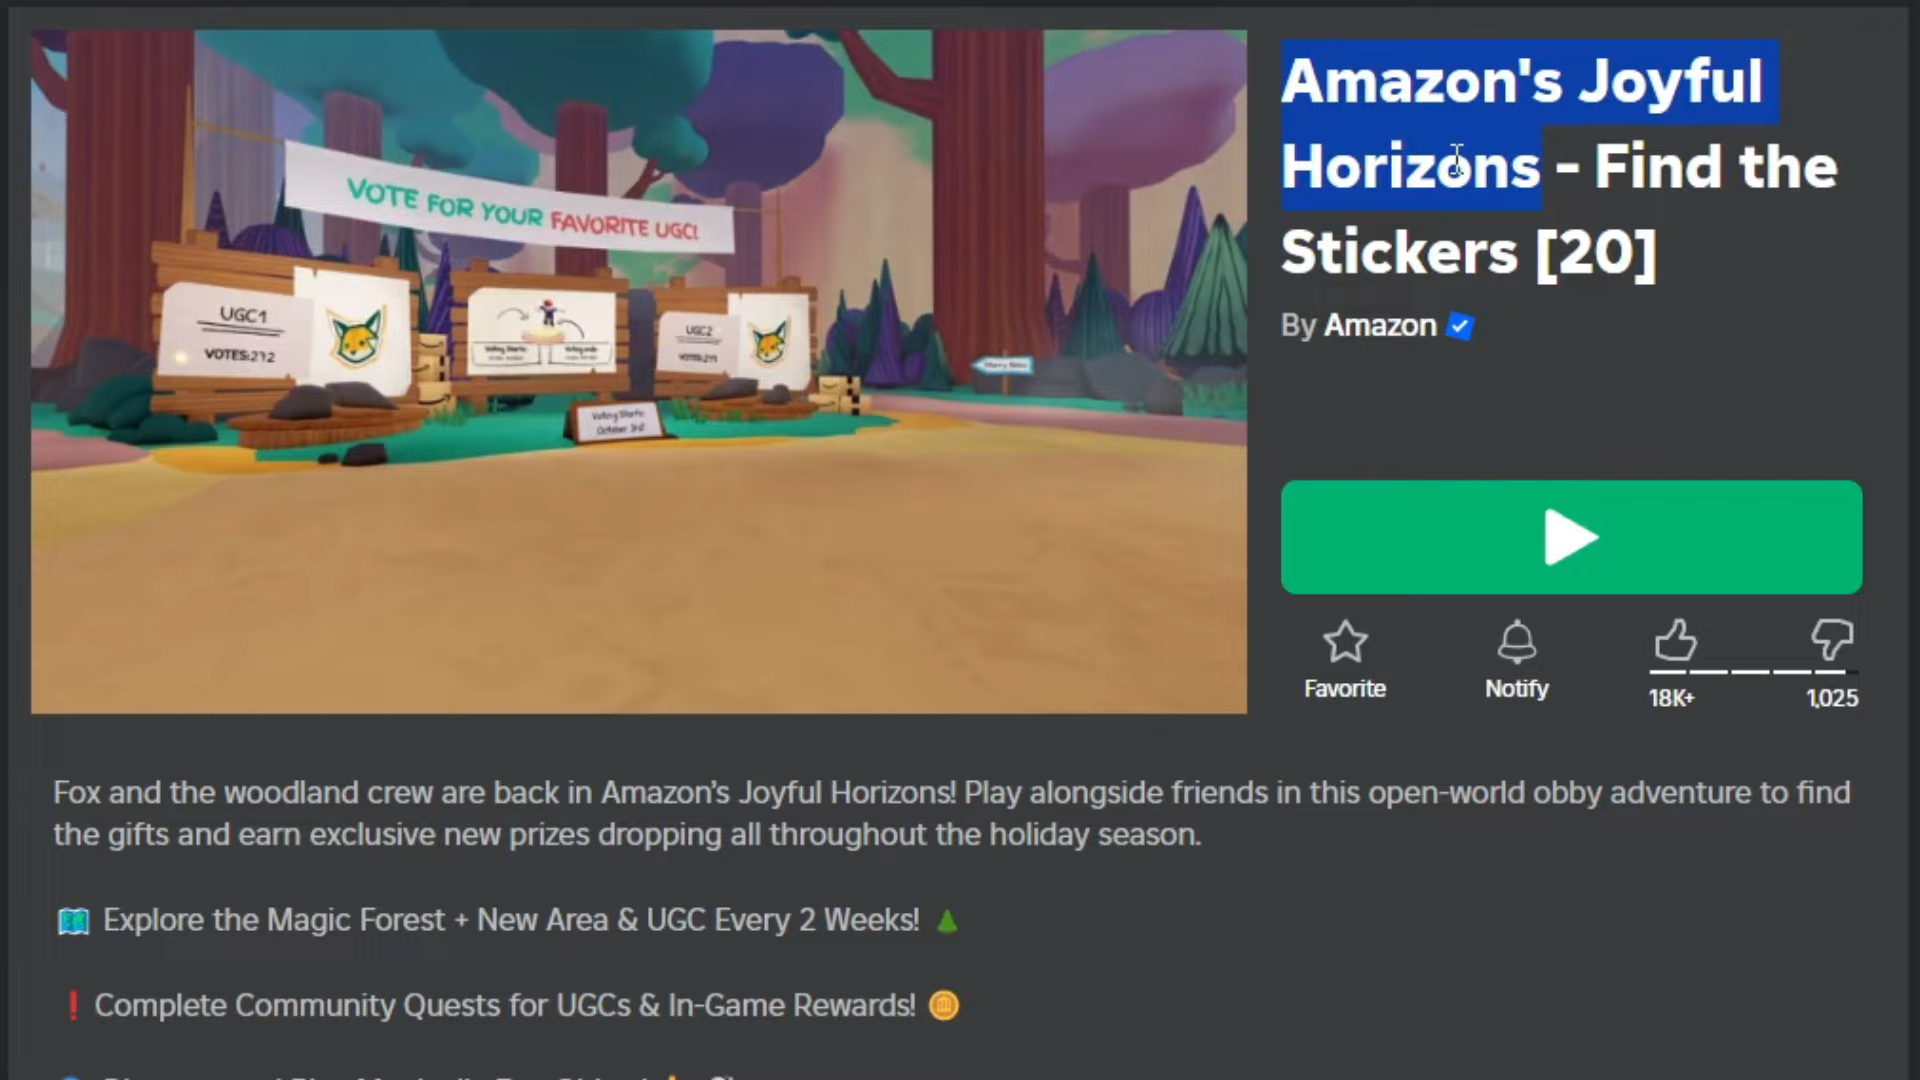 Amazon's Joyful
Horizons - Find the
Stickers [20]
By Amazon
VOTE FOR YOUR FAVORITE UGC!
UGC1
VOTES:212
UGC2
Voting Starts
October 3rd
Favorite
Notify
18K+
1,025
Fox and the woodland crew are back in Amazon’s Joyful Horizons! Play alongside friends in this open-world obby adventure to find
the gifts and earn exclusive new prizes dropping all throughout the holiday season.
Explore the Magic Forest + New Area & UGC Every 2 Weeks!
Complete Community Quests for UGCs & In-Game Rewards!